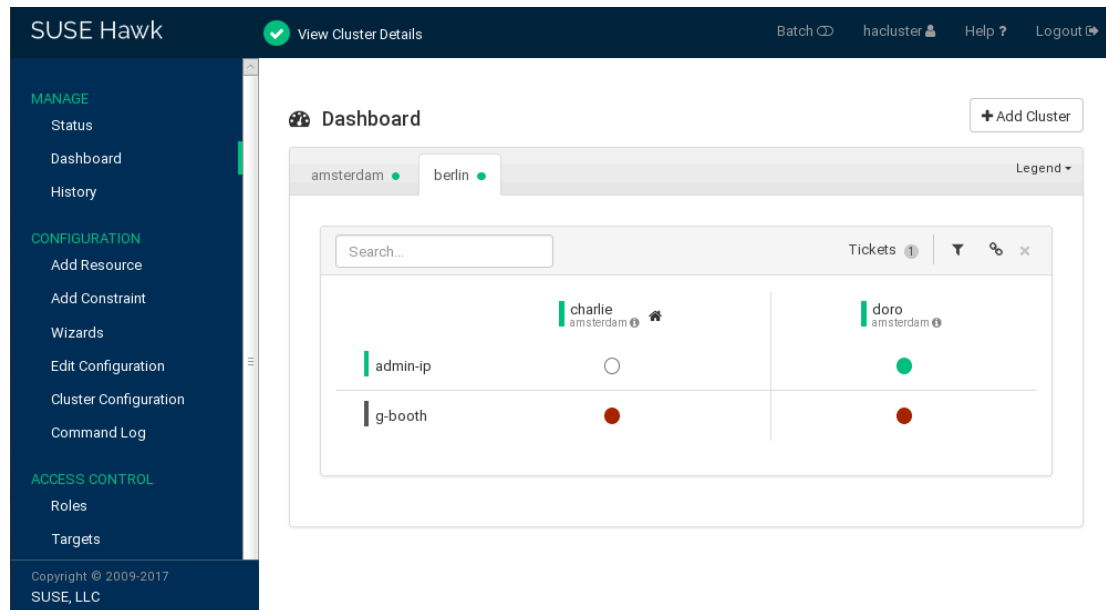 SUSE Hawk
View Cluster Details
Batch
hacluster
Help ?
Logout
MANAGE
Status
Dashboard
History
CONFIGURATION
Add Resource
Add Constraint
Wizards
Edit Configuration
Cluster Configuration
Command Log
ACCESS CONTROL
Roles
Targets
Copyright © 2009-2017
SUSE, LLC
Dashboard
+ Add Cluster
amsterdam
berlin
Legend
Search...
Tickets 1
charlie
amsterdam
doro
amsterdam
admin-ip
g-booth